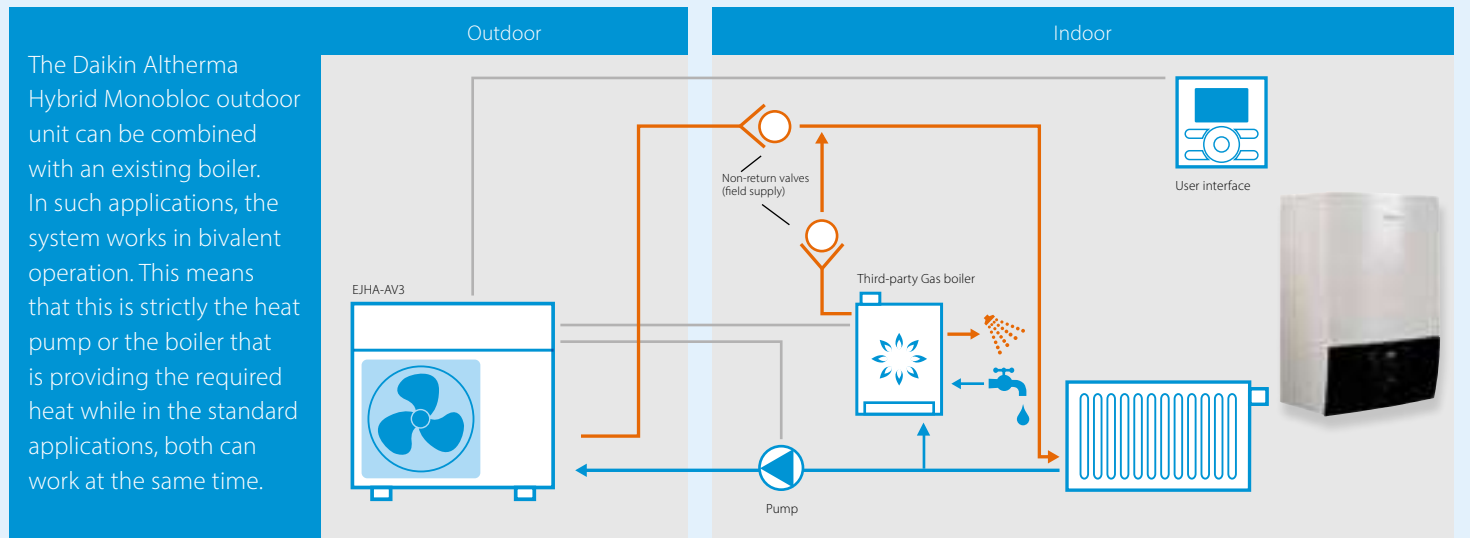 The Daikin Altherma
Hybrid Monobloc outdoor
unit can be combined
with an existing boiler.
In such applications, the
system works in bivalent
operation. This means
that this is strictly the heat
pump or the boiler that
is providing the required
heat while in the standard
applications, both can
work at the same time.
Outdoor
Indoor
Non-return valves
(field supply)
User interface
EJHA-AV3
Third-party Gas boiler
Pump